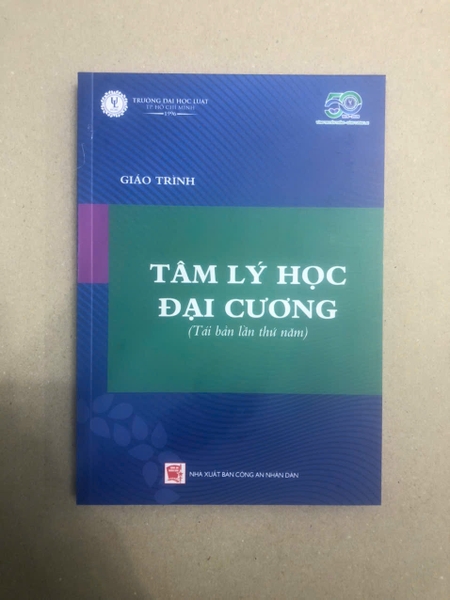 TRƯỜNG ĐẠI HỌC LUẬT
TP HỒ CHÍ MINH
1996
50
GIÁO TRÌNH
TÂM LÝ HỌC
ĐẠI CƯƠNG
(Tái bản lần thứ năm)
NHÀ XUẤT BẢN CÔNG AN NHÂN DÂN